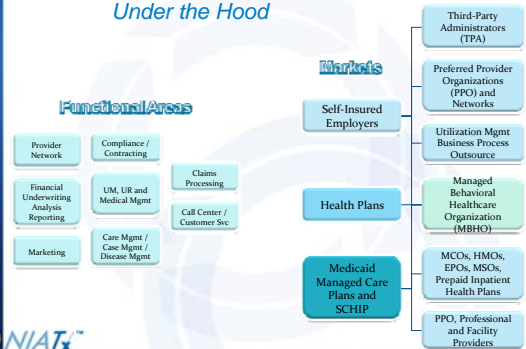 Under the Hood
Functional Areas
Provider
Network
Financial
Underwriting
Analysis
Reporting
Marketing
Compliance /
Contracting
UM, UR and
Medical Mgmt
Care Mgmt /
Case Mgmt /
Disease Mgmt
Claims
Processing
Call Center /
Customer Svc
Markets
Self-Insured
Employers
Health Plans
Medicaid
Managed Care
Plans and
SCHIP
Third-Party
Administrators
(TPA)
Preferred Provider
Organizations
(PPO) and
Networks
Utilization Mgmt
Business Process
Outsource
Managed
Behavioral
Healthcare
Organization
(MBHO)
MCOs, HMOs,
EPOs, MSOs,
Prepaid Inpatient
Health Plans
PPO, Professional
and Facility
Providers
NIATx™